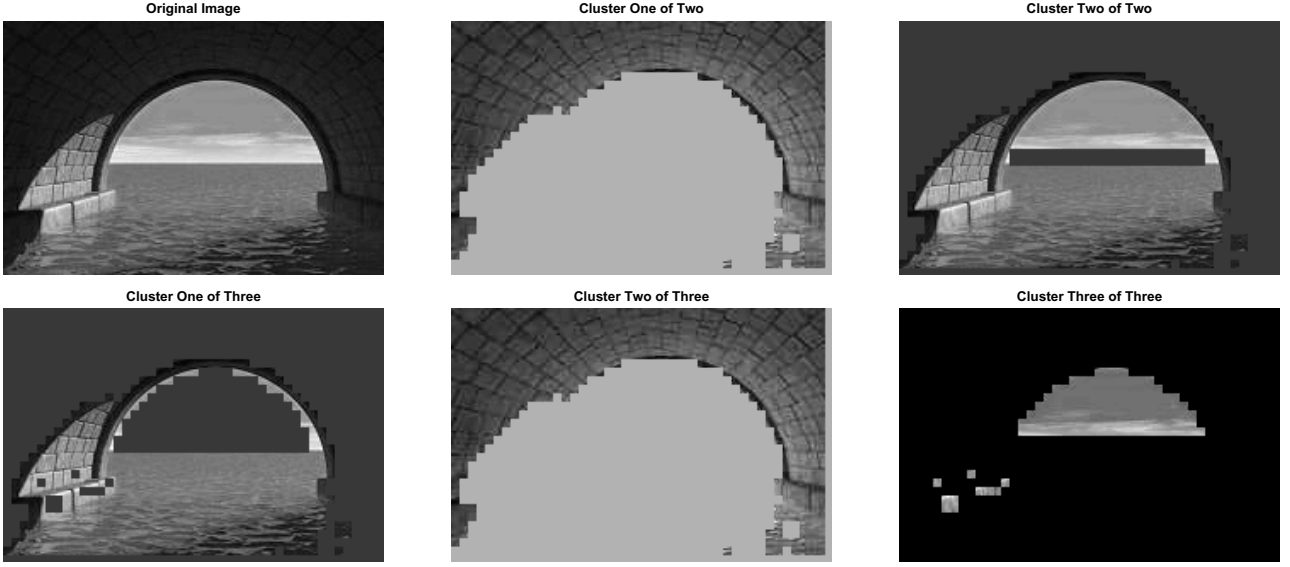 Original Image
Cluster One of Two
Cluster Two of Two
Cluster One of Three
Cluster Two of Three
Cluster Three of Three